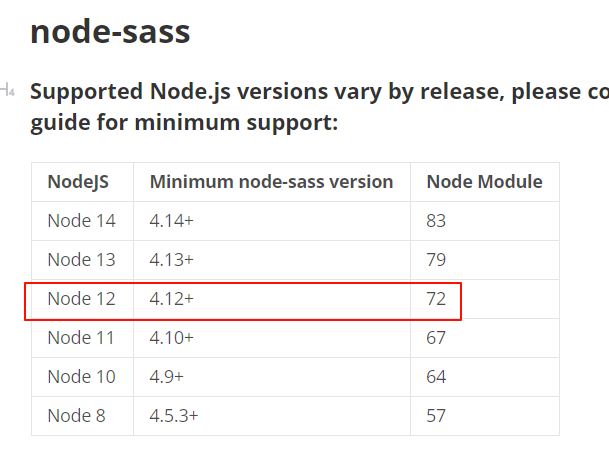 node-sass
Supported Node.js versions vary by release, please
guide for minimum support:
NodeJS Minimum node-sass version Node Module
Node 14 4.14+ 83
Node 13 4.13+ 79
Node 12 4.12+ 72
Node 11 4.10+ 67
Node 10 4.9+ 64
Node 8 4.5.3+ 57